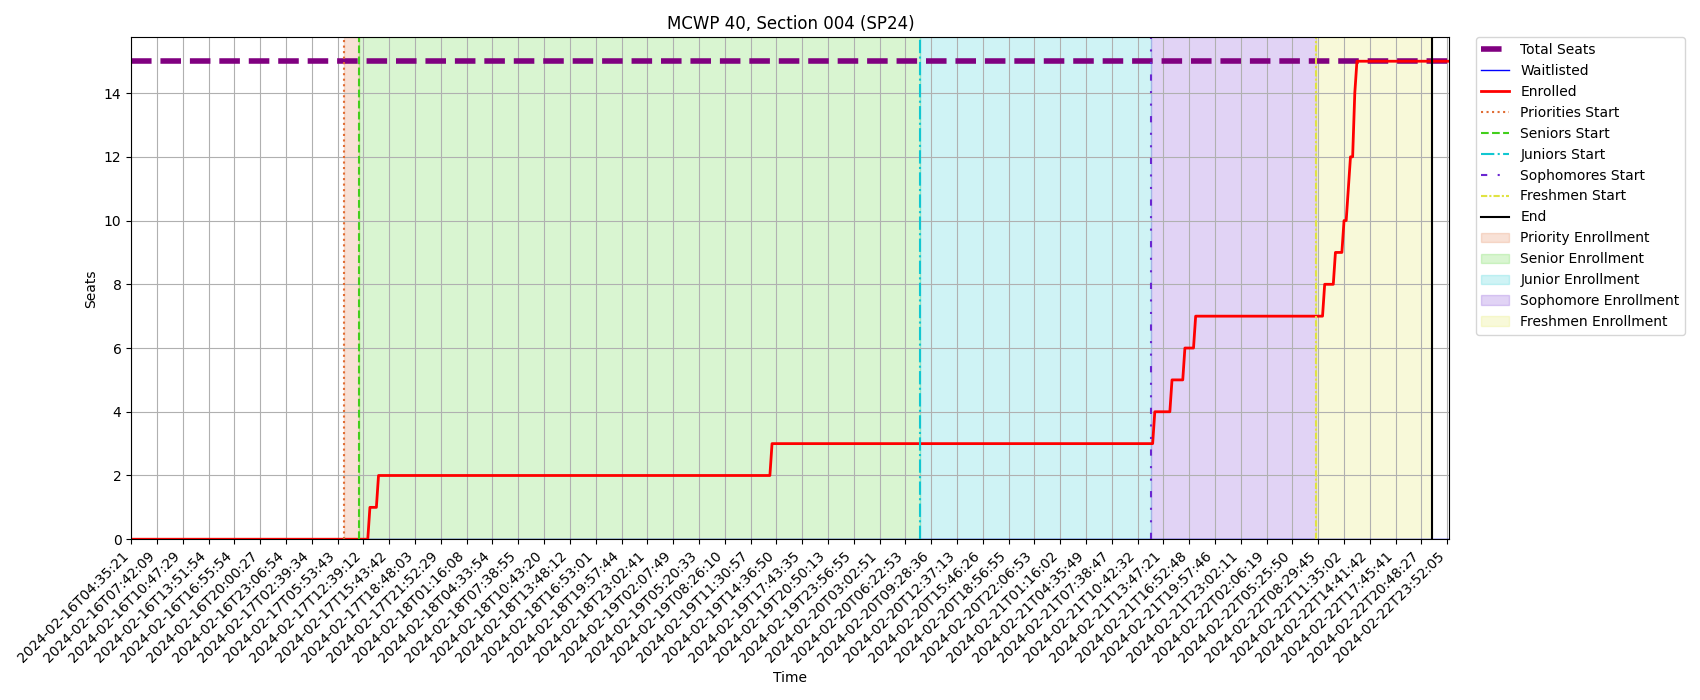 MCWP 40, Section 004 (SP24)
Seats
14
12
10
8
6
4
2
0
2024-02-16T04:35:21
2024-02-16T07:42:09
2024-02-16T10:47:29
2024-02-16T13:51:54
2024-02-16T16:55:54
2024-02-16T20:00:27
2024-02-16T23:06:54
2024-02-17T02:39:34
2024-02-17T05:53:43
2024-02-17T12:39:12
2024-02-17T15:43:42
2024-02-17T18:48:03
2024-02-17T21:52:29
2024-02-18T01:16:08
2024-02-18T04:33:54
2024-02-18T07:38:55
2024-02-18T10:43:20
2024-02-18T13:48:12
2024-02-18T16:53:01
2024-02-18T19:57:44
2024-02-18T23:02:41
2024-02-19T02:07:49
2024-02-19T05:20:33
2024-02-19T08:26:10
2024-02-19T11:30:57
2024-02-19T14:36:50
2024-02-19T17:43:35
2024-02-19T20:50:13
2024-02-19T23:56:55
2024-02-20T03:02:51
2024-02-20T06:22:53
2024-02-20T09:28:36
2024-02-20T12:37:13
2024-02-20T15:46:26
2024-02-20T18:56:55
2024-02-20T22:06:53
2024-02-21T01:16:02
2024-02-21T04:35:49
2024-02-21T07:38:47
2024-02-21T10:42:32
2024-02-21T13:47:21
2024-02-21T16:52:48
2024-02-21T19:57:46
2024-02-21T23:02:11
2024-02-22T02:06:19
2024-02-22T05:25:50
2024-02-22T08:29:45
2024-02-22T11:35:02
2024-02-22T14:41:42
2024-02-22T17:45:41
2024-02-22T20:48:27
2024-02-22T23:52:05
Time
Total Seats
Waitlisted
Enrolled
Priorities Start
Seniors Start
Juniors Start
Sophomores Start
Freshmen Start
End
Priority Enrollment
Senior Enrollment
Junior Enrollment
Sophomore Enrollment
Freshmen Enrollment